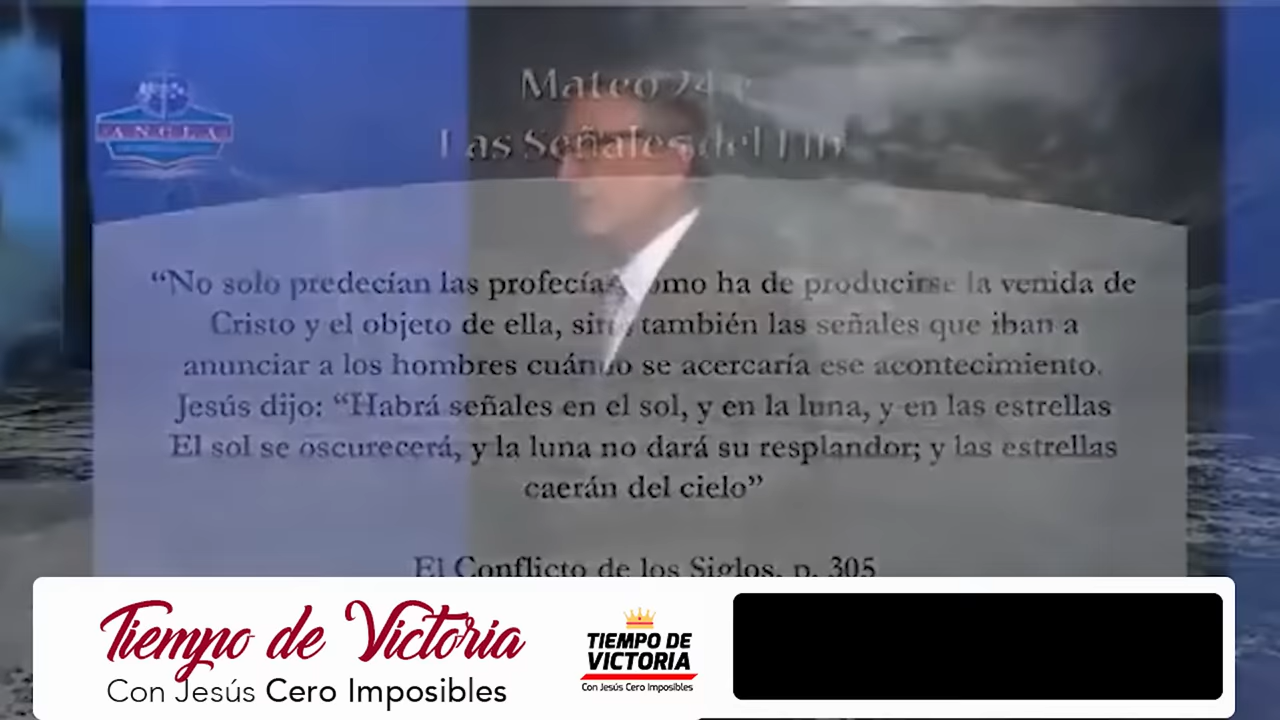 Mateo 24 y
Las Señales del Fin
ANGLA
“No solo predecían las profecías como ha de producirse la venida de
Cristo y el objeto de ella, sino también las señales que iban a
anunciar a los hombres cuándo se acercaría ese acontecimiento.
Jesús dijo: “Habrá señales en el sol, y en la luna, y en las estrellas
El sol se oscurecerá, y la luna no dará su resplandor; y las estrellas
caerán del cielo”
El Conflicto de los Siglos, p. 305
Tiempo de Victoria
Con Jesús Cero Imposibles
TIEMPO DE
VICTORIA
Con Jesús Cero Imposibles